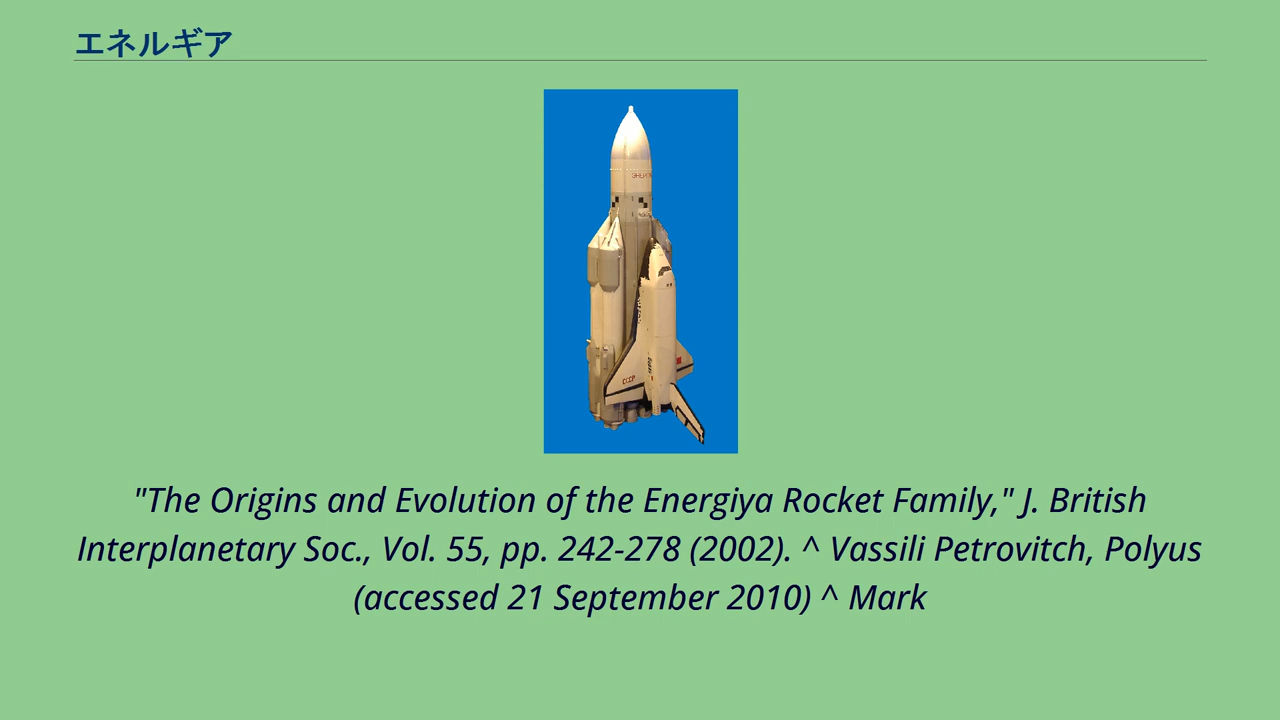 エネルギア
"The Origins and Evolution of the Energiya Rocket Family," J. British
Interplanetary Soc., Vol. 55, pp. 242-278 (2002). ^ Vassili Petrovitch, Polyus
(accessed 21 September 2010) ^ Mark
СССР